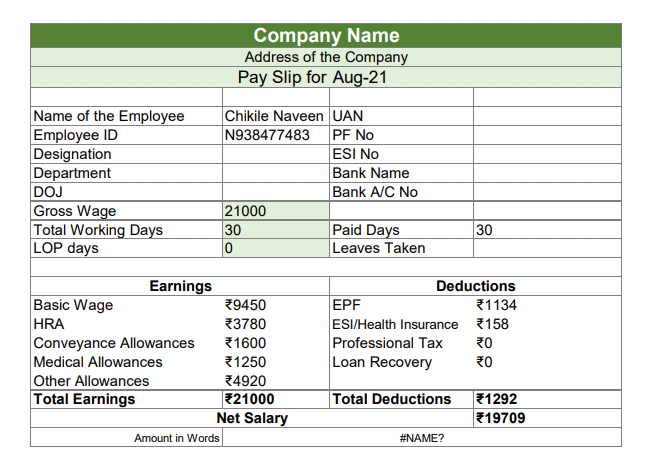 Company Name
Address of the Company
Pay Slip for Aug-21
Name of the Employee Chikile Naveen UAN
Employee ID N938477483 PF No
Designation ESI No
Department Bank Name
DOJ Bank A/C No
Gross Wage 21000
Total Working Days 30 Paid Days 30
LOP days 0 Leaves Taken
Earnings Deductions
Basic Wage ₹9450 EPF ₹1134
HRA ₹3780 ESI/Health Insurance ₹158
Conveyance Allowances ₹1600 Professional Tax ₹0
Medical Allowances ₹1250 Loan Recovery ₹0
Other Allowances ₹4920
Total Earnings ₹21000 Total Deductions ₹1292
Net Salary ₹19709
Amount in Words #NAME?